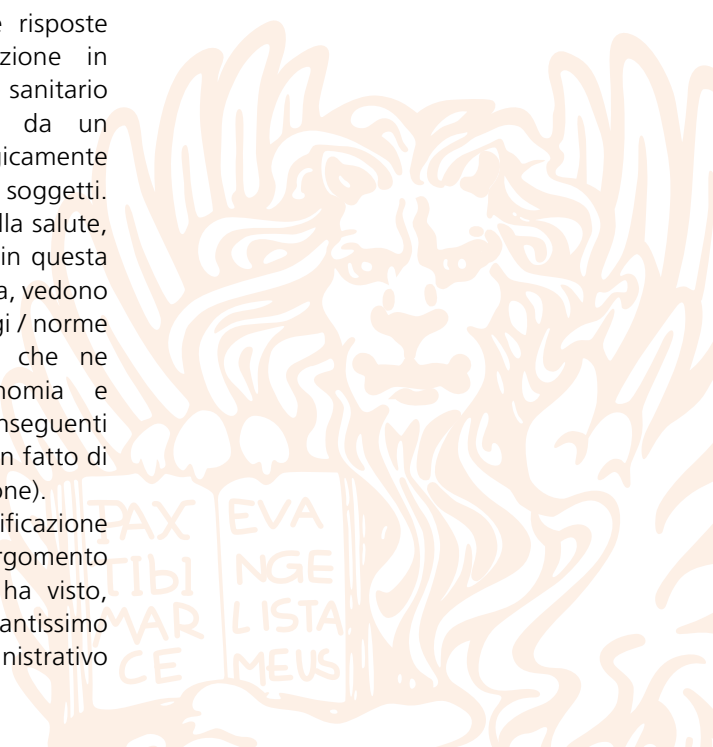 risposte
zione in
sanitario
da un
gicamente
soggetti.
lla salute,
in questa
a, vedono
gi / norme
che ne
nomia e
nseguenti
n fatto di
one).
ificazione
rgomento
ha visto,
antissimo
nistrativo
PAX
TIBI
MAR
CE
EVA
NGE
LISTA
MEUS